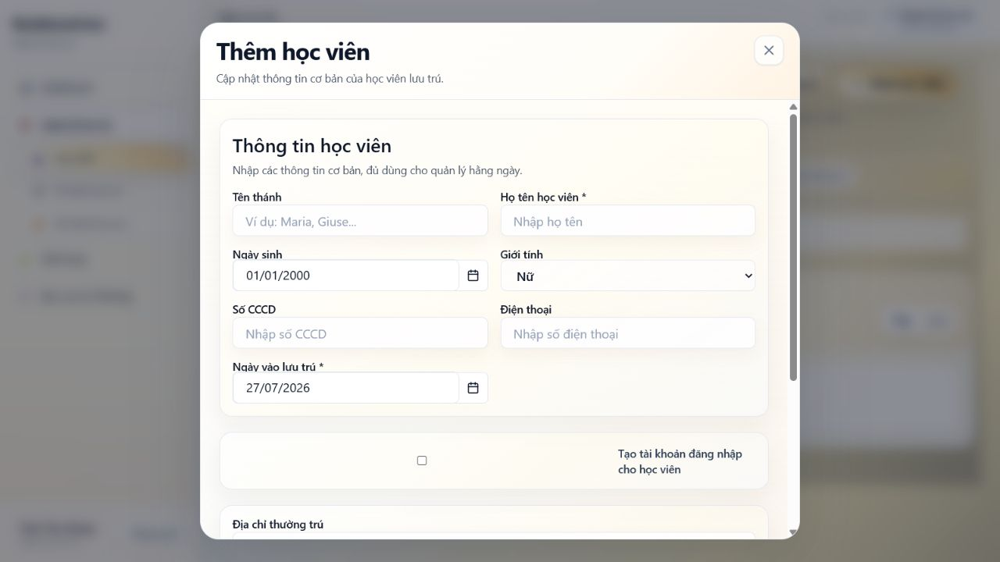 Thêm học viên
Cập nhật thông tin cơ bản của học viên lưu trú.
Thông tin học viên
Nhập các thông tin cơ bản, đủ dùng cho quản lý hằng ngày.
Tên thánh
Họ tên học viên *
Ví dụ: Maria, Giuse...
Nhập họ tên
Ngày sinh
Giới tính
01/01/2000
Nữ
Số CCCD
Điện thoại
Nhập số CCCD
Nhập số điện thoại
Ngày vào lưu trú *
27/07/2026
Tạo tài khoản đăng nhập
cho học viên
Địa chỉ thường trú